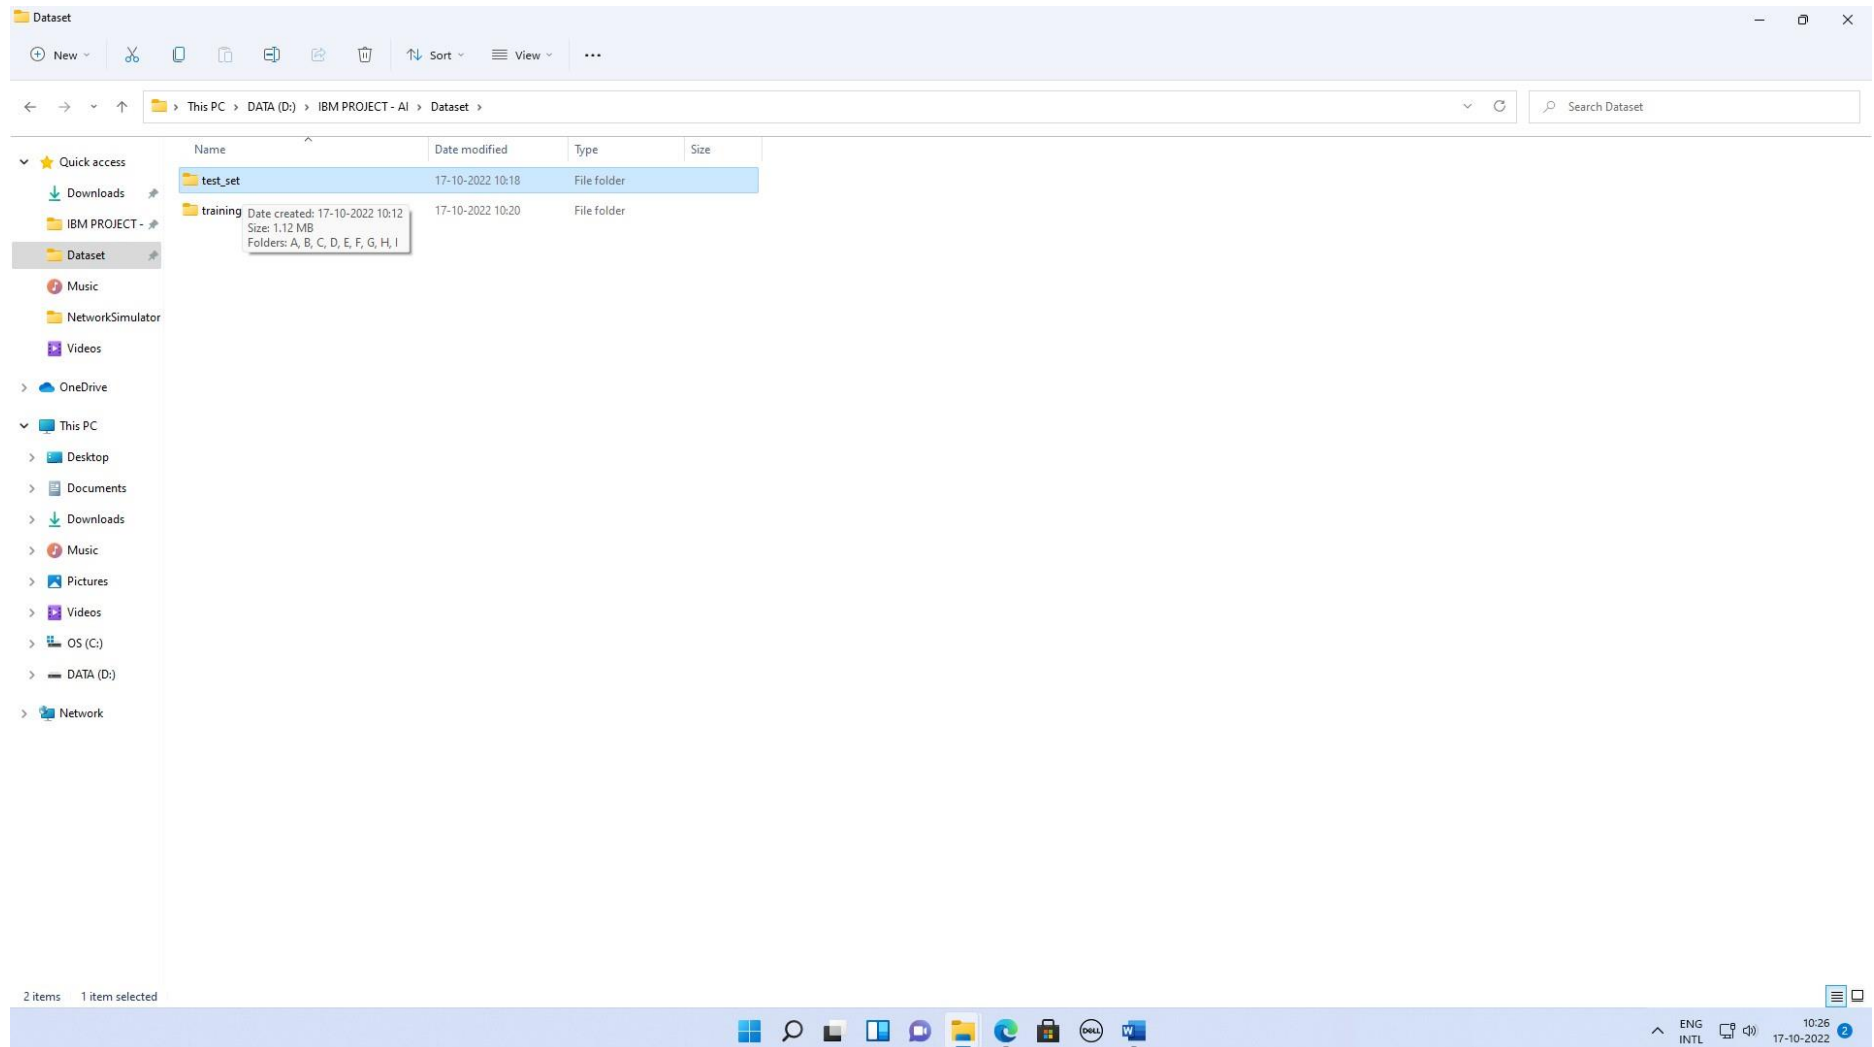 Dataset
New
Sort
View
This PC > DATA (D:) > IBM PROJECT - AI > Dataset >
Search Dataset
Name Date modified Type Size
Quick access
Downloads
IBM PROJECT -
Dataset
Music
NetworkSimulator
Videos
OneDrive
This PC
Desktop
Documents
Downloads
Music
Pictures
Videos
OS (C:)
DATA (D:)
Network
test_set 17-10-2022 10:18 File folder
training 17-10-2022 10:20 File folder
Date created: 17-10-2022 10:12
Size: 1.12 MB
Folders: A, B, C, D, E, F, G, H, I
2 items 1 item selected
DELL
W
ENG
INTL
10:26
17-10-2022
2